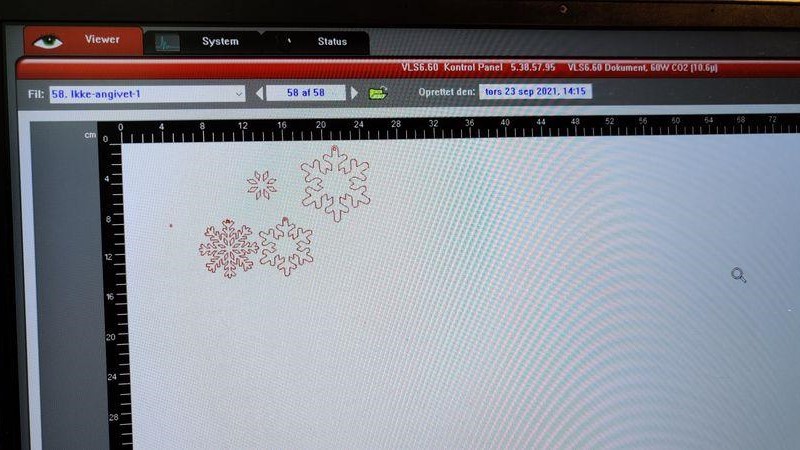 Viewer System Status
VLS6.60 Kontrol Panel 5.38.57.95 VLS6.60 Dokument, 60W CO2 (10.6µ)
Fil: 58. Ikke-angivet-1 58 af 58 Oprettet den: tors 23 sep 2021, 14:15
cm 0 4 8 12 16 20 24 28 32 36 40 44 48 52 56 60 64 68 72
0
4
8
12
16
20
24
28